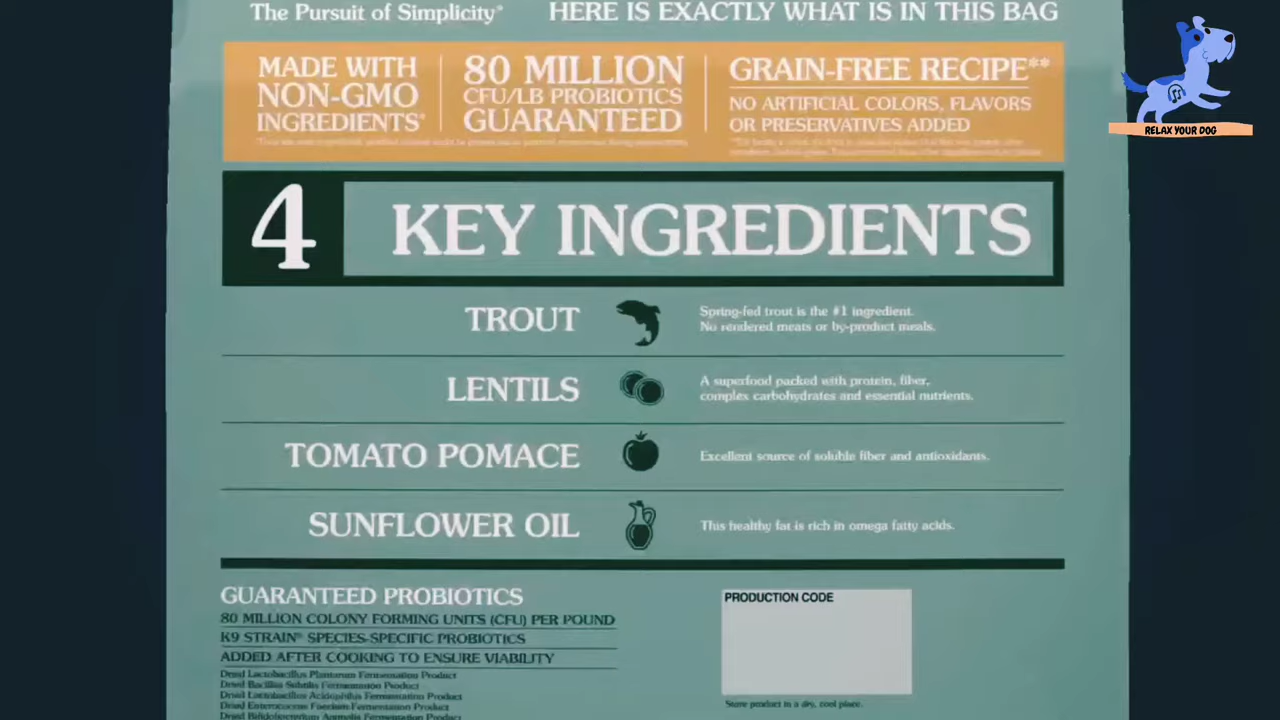 The Pursuit of Simplicity®
HERE IS EXACTLY WHAT IS IN THIS BAG
MADE WITH
NON-GMO
INGREDIENTS*
80 MILLION
CFU/LB PROBIOTICS
GUARANTEED
GRAIN-FREE RECIPE**
NO ARTIFICIAL COLORS, FLAVORS
OR PRESERVATIVES ADDED
RELAX YOUR DOG
4 KEY INGREDIENTS
TROUT
Spring-fed trout is the #1 ingredient.
No rendered meats or by-product meals.
LENTILS
A superfood packed with protein, fiber,
complex carbohydrates and essential nutrients.
TOMATO POMACE
Excellent source of soluble fiber and antioxidants.
SUNFLOWER OIL
This healthy fat is rich in omega fatty acids.
GUARANTEED PROBIOTICS
80 MILLION COLONY FORMING UNITS (CFU) PER POUND
K9 STRAIN® SPECIES-SPECIFIC PROBIOTICS
ADDED AFTER COOKING TO ENSURE VIABILITY
Dried Lactobacillus Plantarum Fermentation Product
Dried Bacillus Subtilis Fermentation Product
Dried Lactobacillus Acidophilus Fermentation Product
Dried Enterococcus Faecium Fermentation Product
Dried Bifidobacterium Animalis Fermentation Product
PRODUCTION CODE
Store product in a dry, cool place.